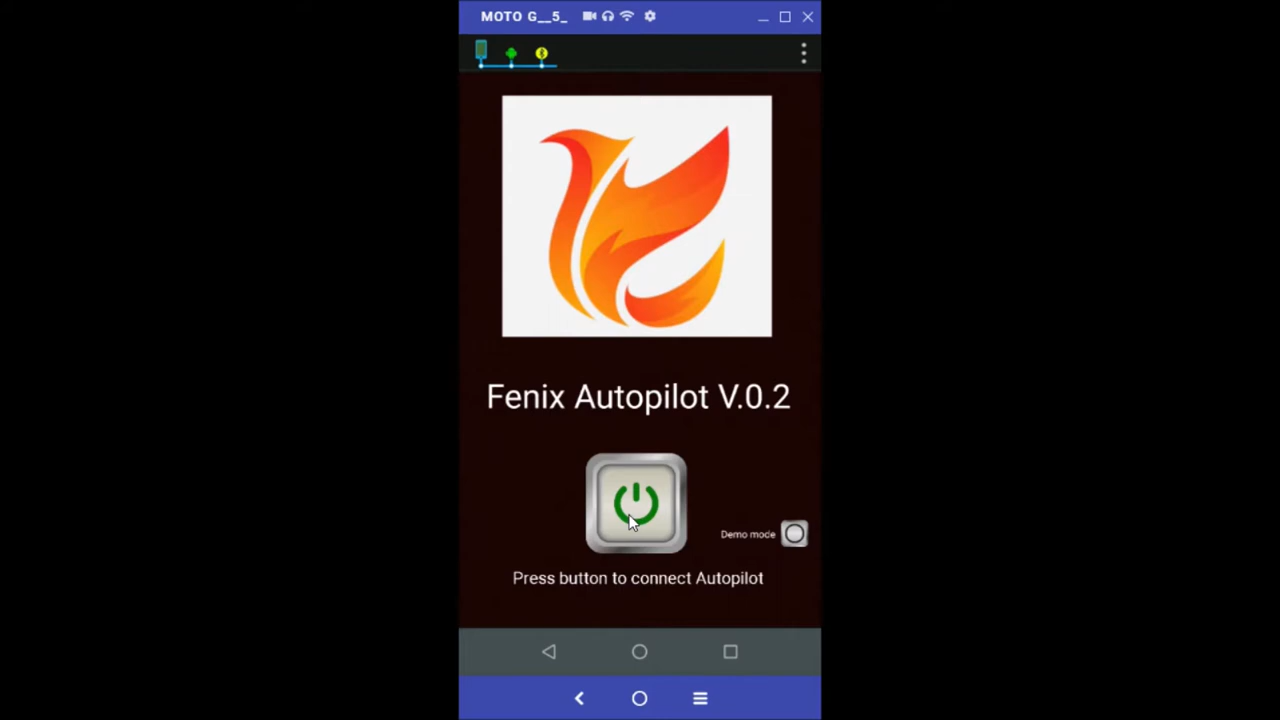 MOTO G__5_
Fenix Autopilot V.0.2
Demo mode
Press button to connect Autopilot